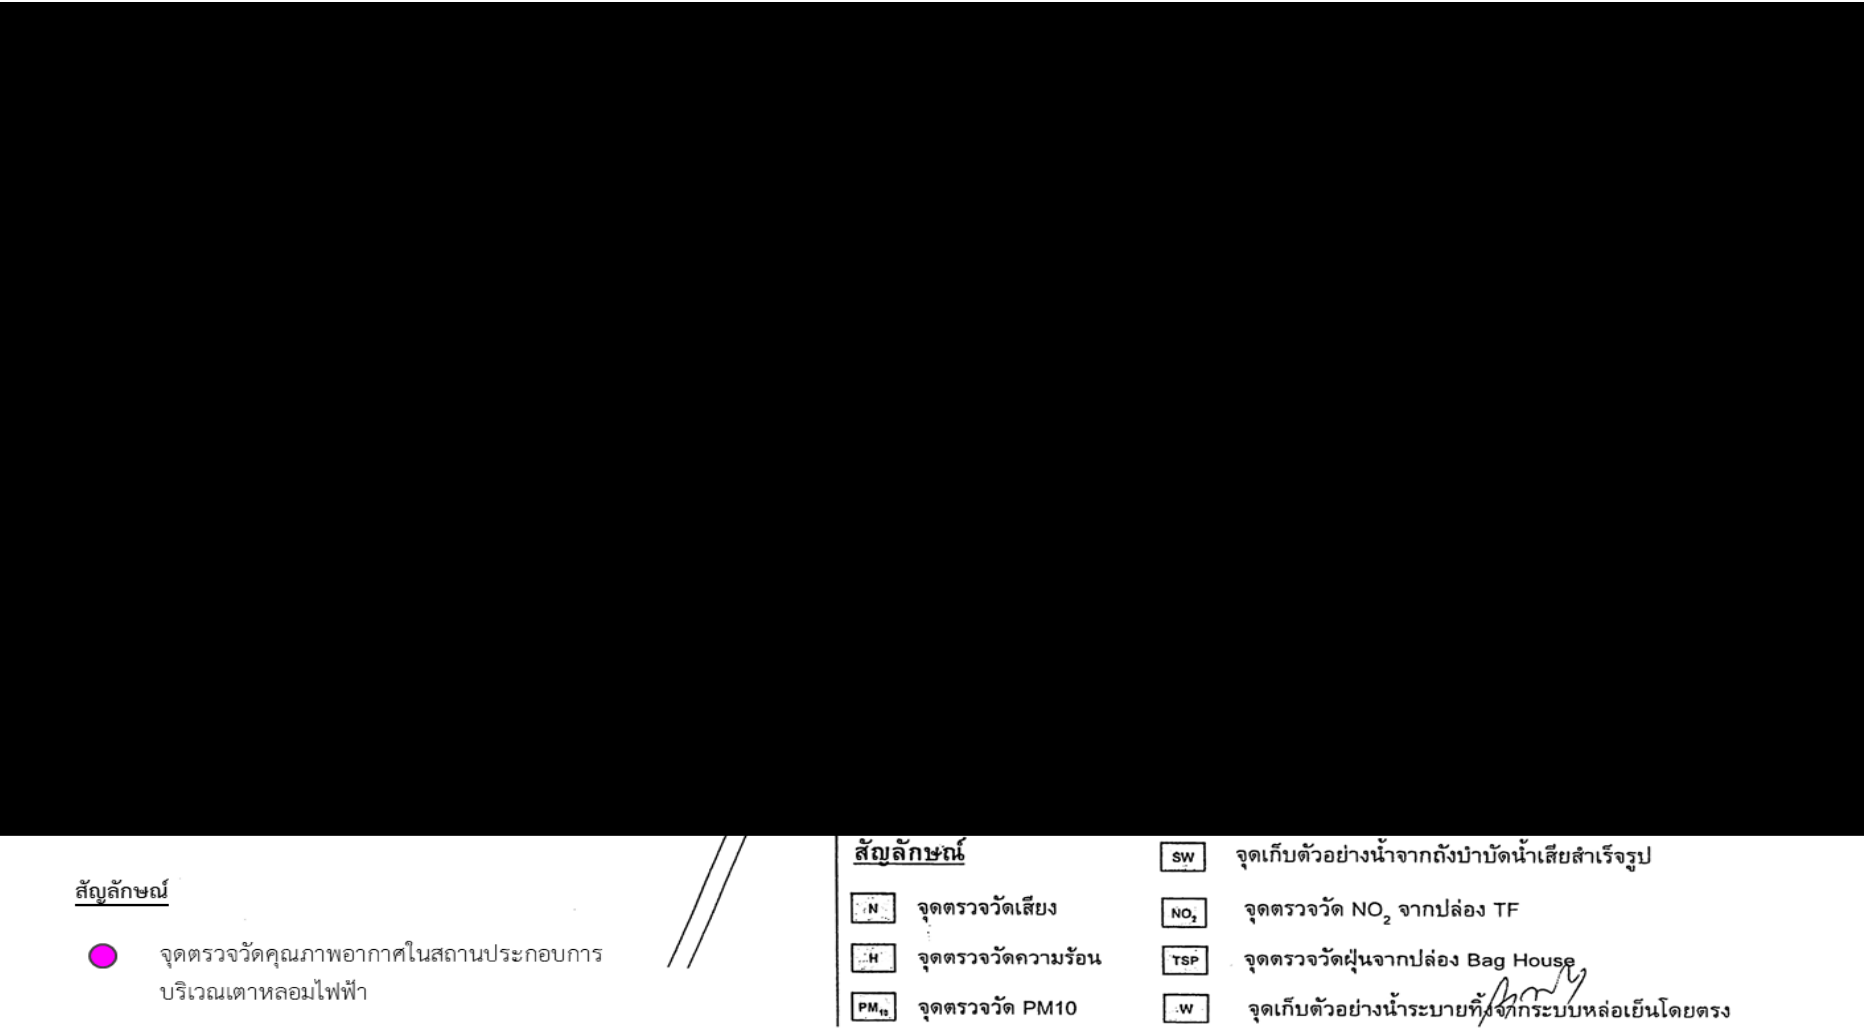 สัญลักษณ์
จุดตรวจวัดคุณภาพอากาศในสถานประกอบการ
บริเวณเตาหลอมไฟฟ้า
สัญลักษณ์
N จุดตรวจวัดเสียง
H จุดตรวจวัดความร้อน
PM₁₀ จุดตรวจวัด PM10
SW จุดเก็บตัวอย่างน้ำจากถังบำบัดน้ำเสียสำเร็จรูป
NO₂ จุดตรวจวัด NO₂ จากปล่อง TF
TSP จุดตรวจวัดฝุ่นจากปล่อง Bag House
W จุดเก็บตัวอย่างน้ำระบายทิ้งจากระบบหล่อเย็นโดยตรง